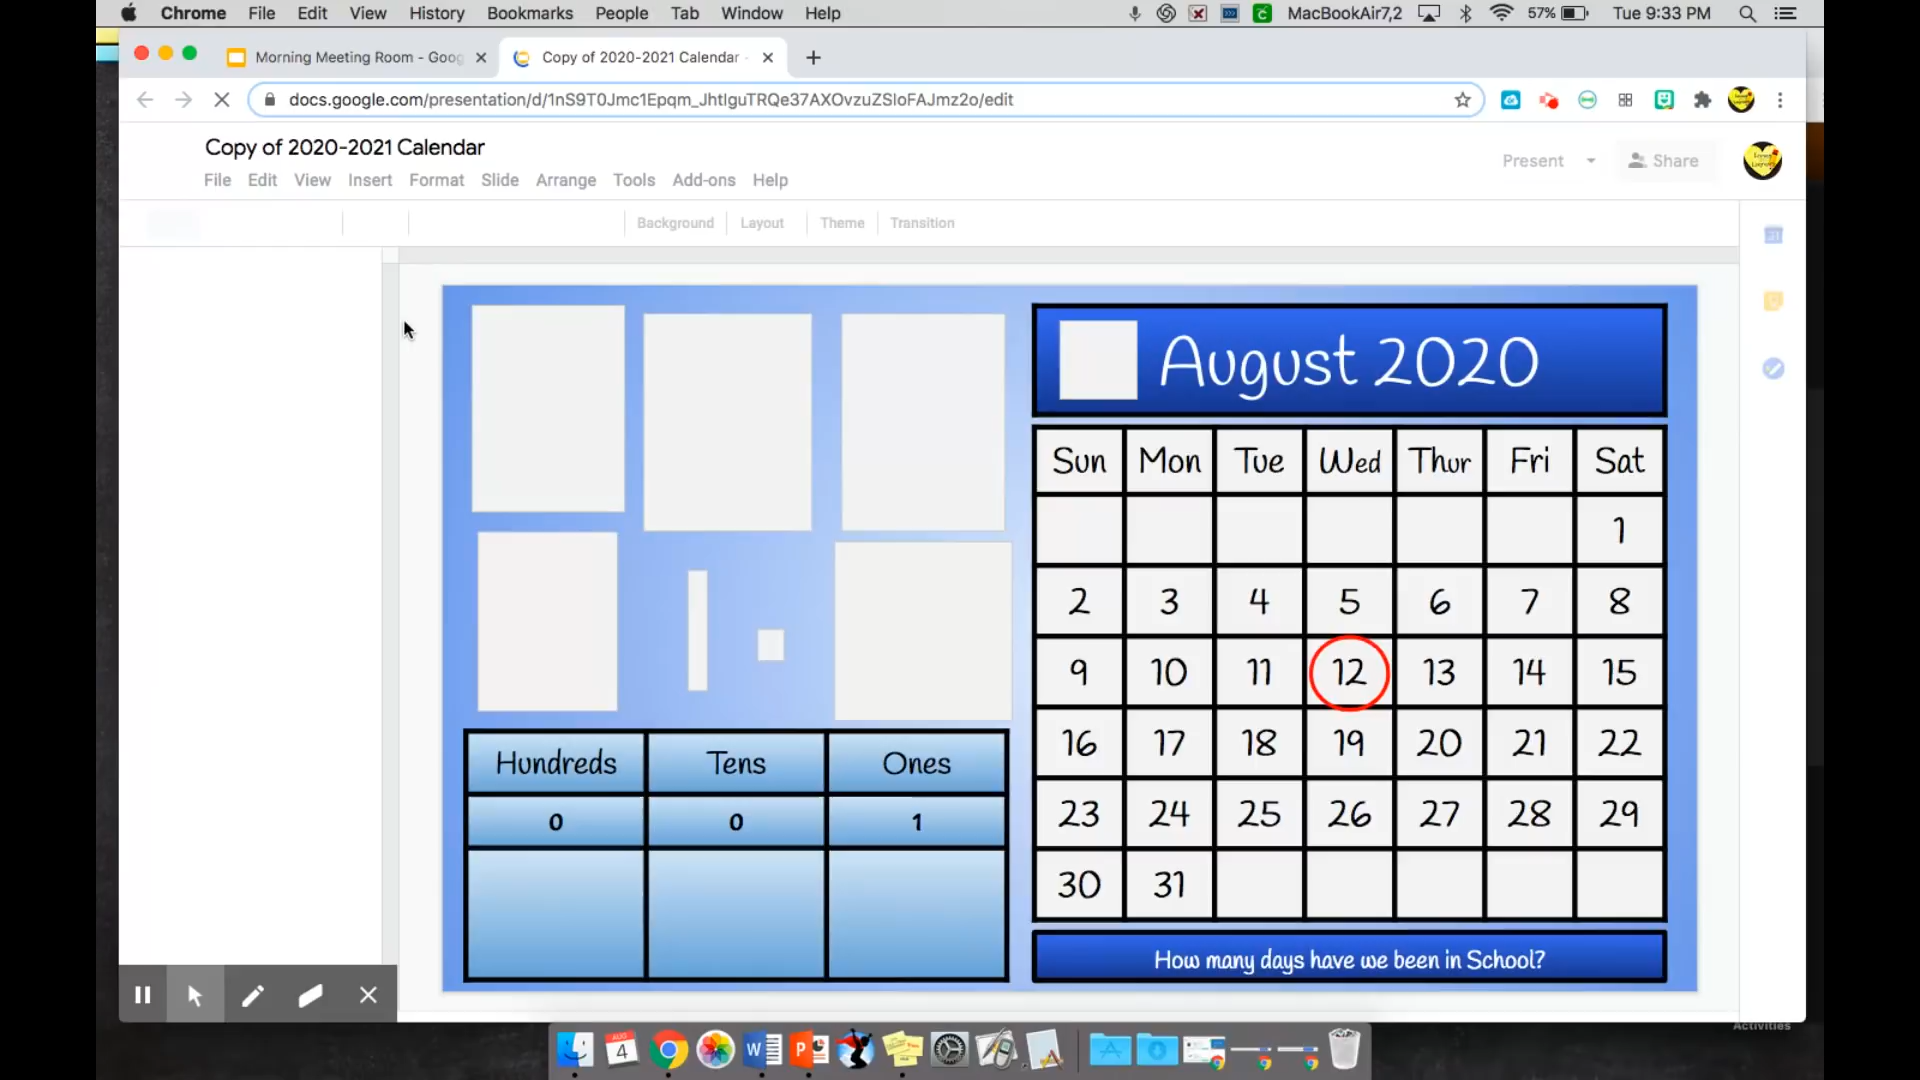 Chrome File Edit View History Bookmarks People Tab Window Help
MacBookAir7,2 57% Tue 9:33 PM
Morning Meeting Room - Goog
Copy of 2020-2021 Calendar
docs.google.com/presentation/d/1nS9T0Jmc1Epqm_JhtlguTRQe37AXOvzuZSloFAJmz2o/edit
Copy of 2020-2021 Calendar
Present Share
File Edit View Insert Format Slide Arrange Tools Add-ons Help
Background Layout Theme Transition
August 2020
Sun Mon Tue Wed Thur Fri Sat
1
2 3 4 5 6 7 8
9 10 11 12 13 14 15
16 17 18 19 20 21 22
23 24 25 26 27 28 29
30 31
How many days have we been in School?
Hundreds Tens Ones
0 0 1
Activities
AUG
4